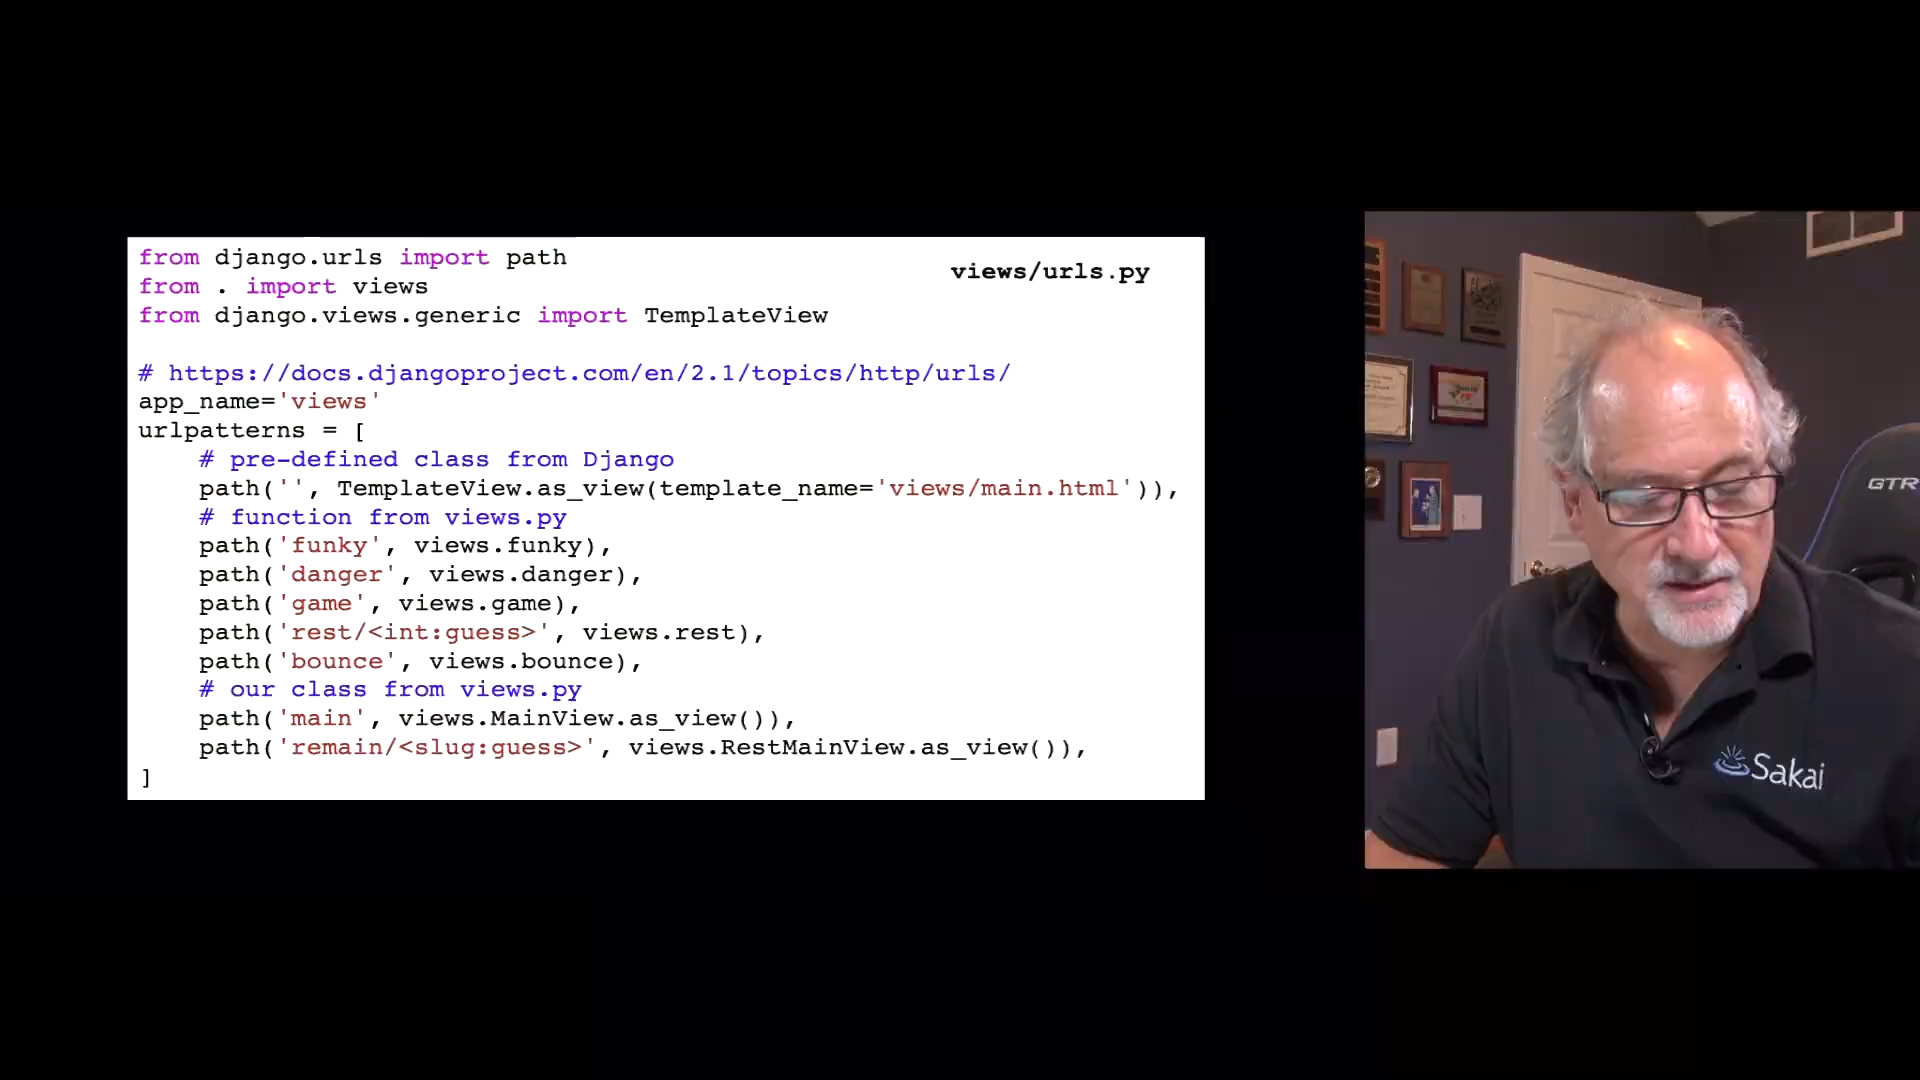 from django.urls import path
views/urls.py
from . import views
from django.views.generic import TemplateView
# https://docs.djangoproject.com/en/2.1/topics/http/urls/
app_name='views'
urlpatterns = [
    # pre-defined class from Django
    path('', TemplateView.as_view(template_name='views/main.html')),
    # function from views.py
    path('funky', views.funky),
    path('danger', views.danger),
    path('game', views.game),
    path('rest/<int:guess>', views.rest),
    path('bounce', views.bounce),
    # our class from views.py
    path('main', views.MainView.as_view()),
    path('remain/<slug:guess>', views.RestMainView.as_view()),
]
GTR
Sakai